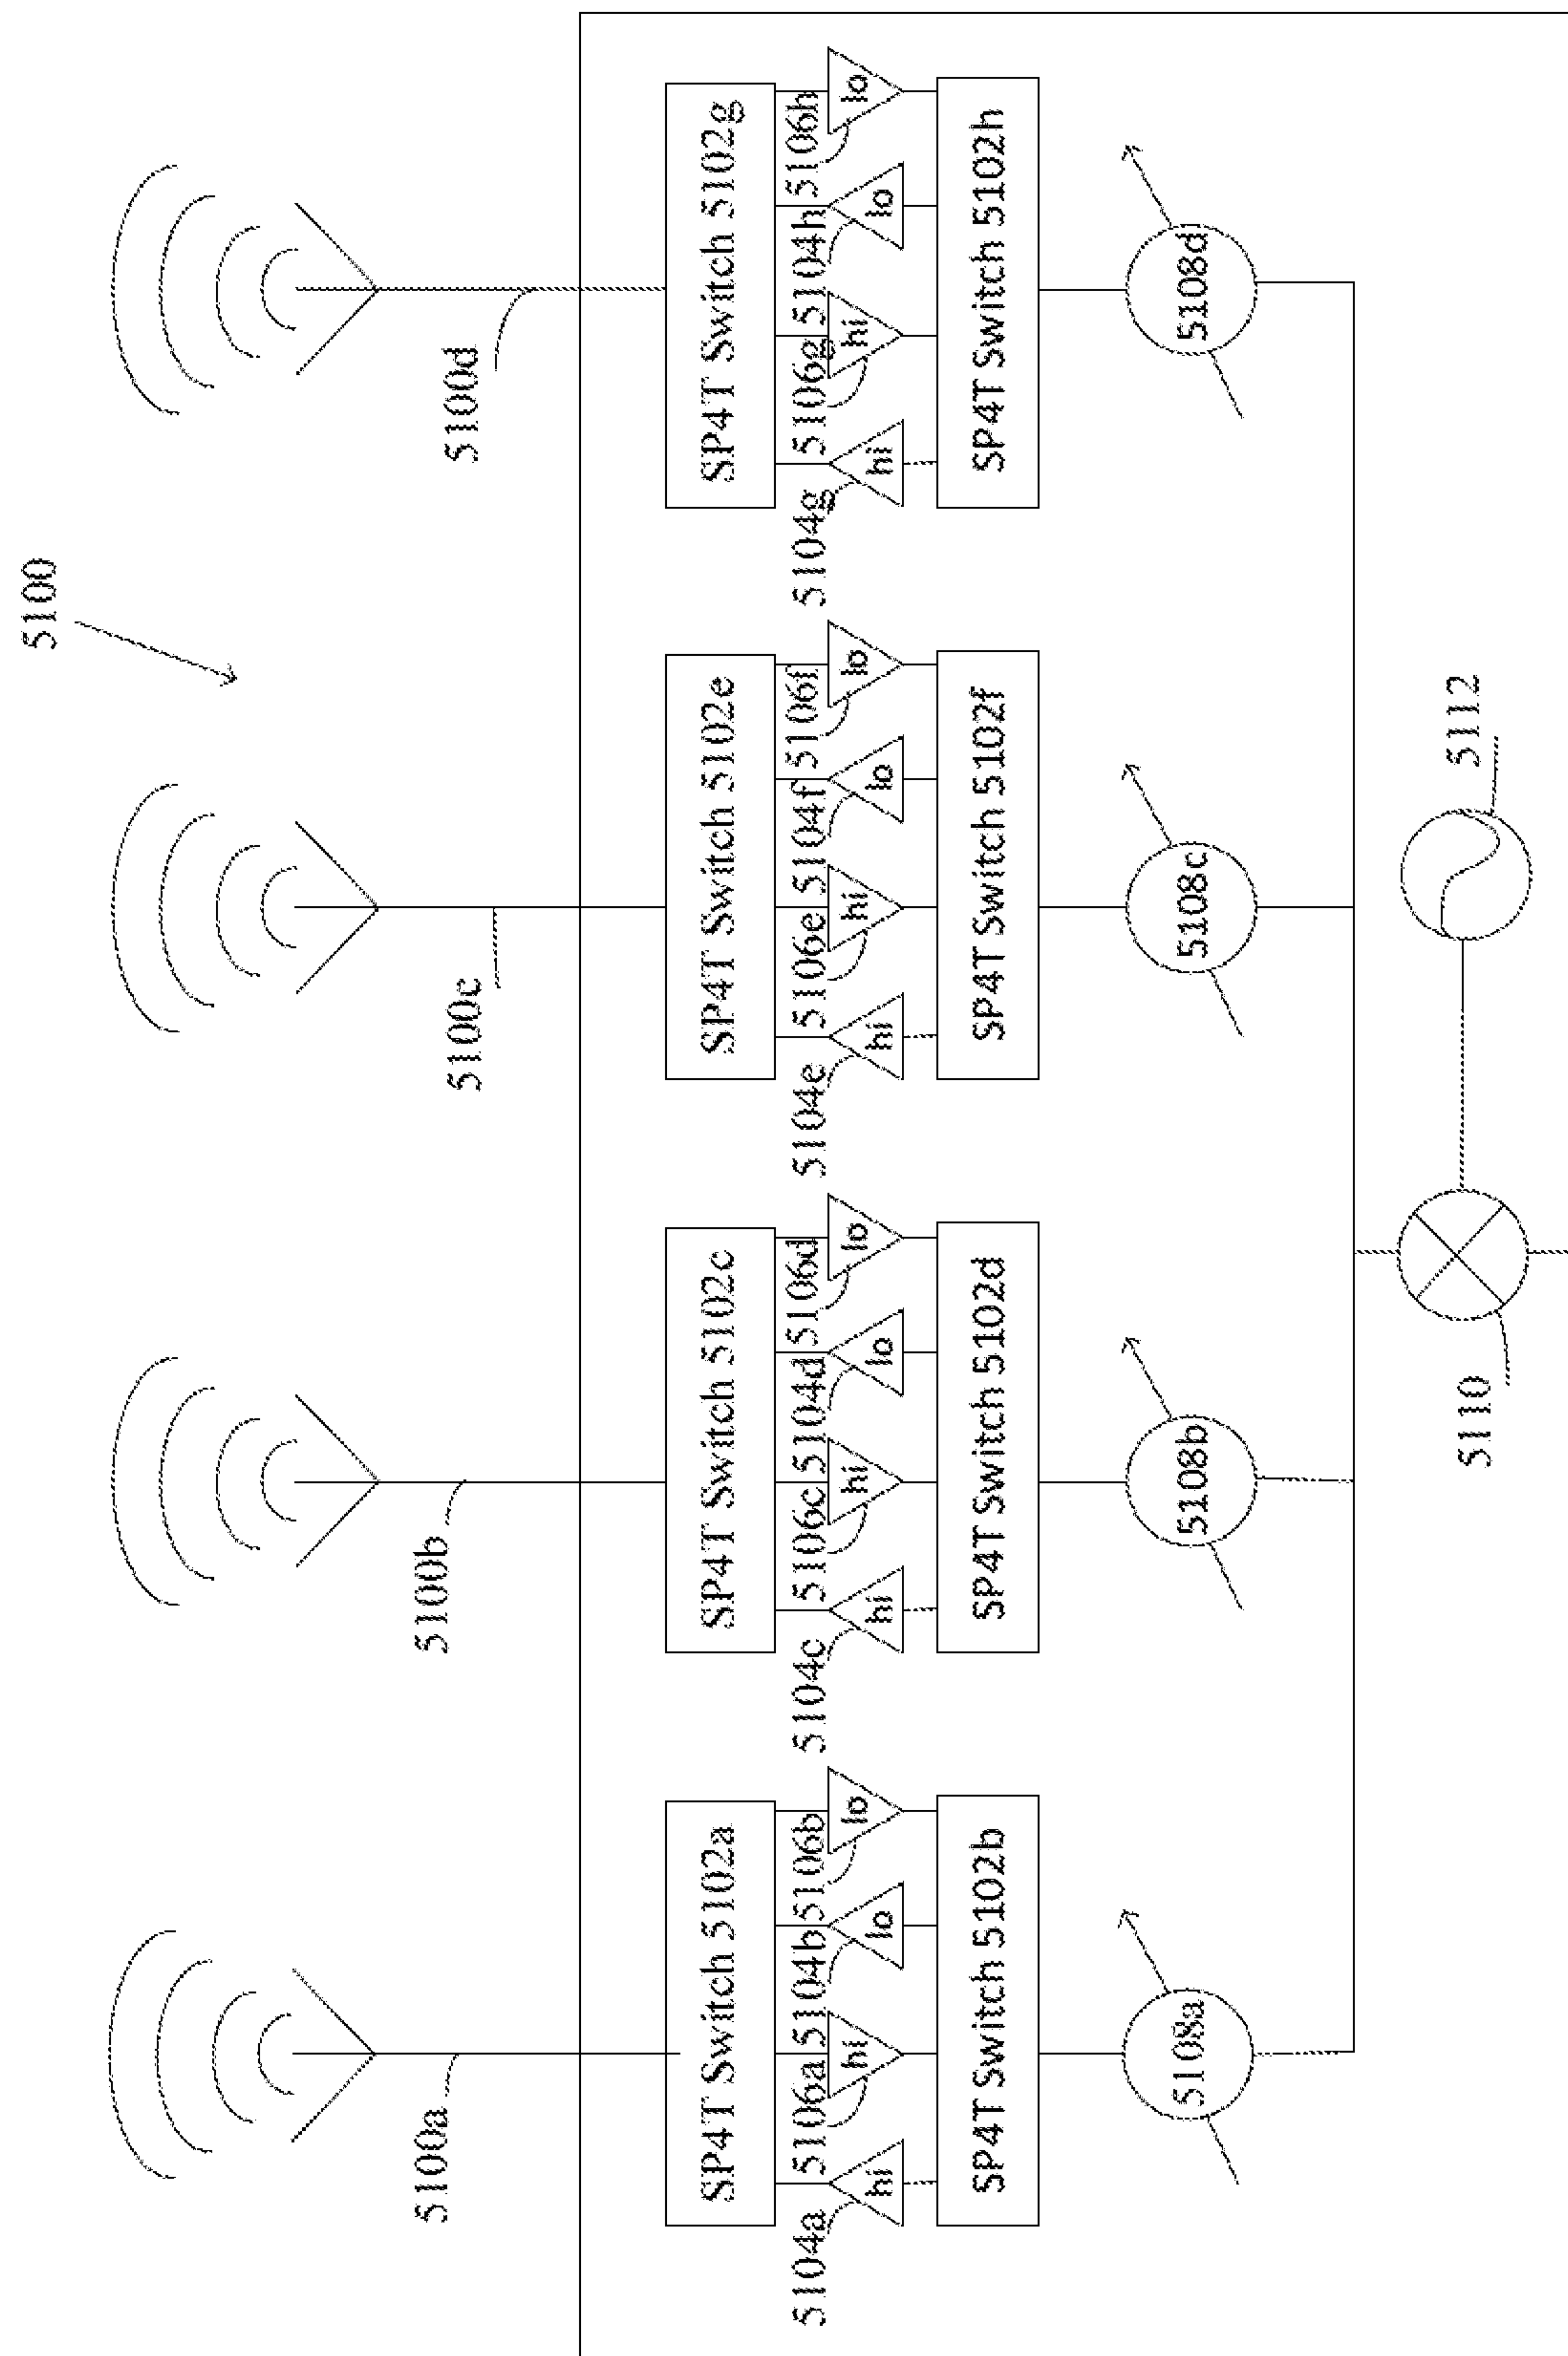 5100
5100a
5100b
5100c
5100d
SP4T Switch 5102a
SP4T Switch 5102c
SP4T Switch 5102e
SP4T Switch 5102g
5104a
5106a
5104b
5106b
5104c
5106c
5104d
5106d
5104e
5106e
5104f
5106f
5104g
5106g
5104h
5106h
hi
hi
lo
lo
hi
hi
lo
lo
hi
hi
lo
lo
hi
hi
lo
lo
SP4T Switch 5102b
SP4T Switch 5102d
SP4T Switch 5102f
SP4T Switch 5102h
5108a
5108b
5108c
5108d
5110
5112